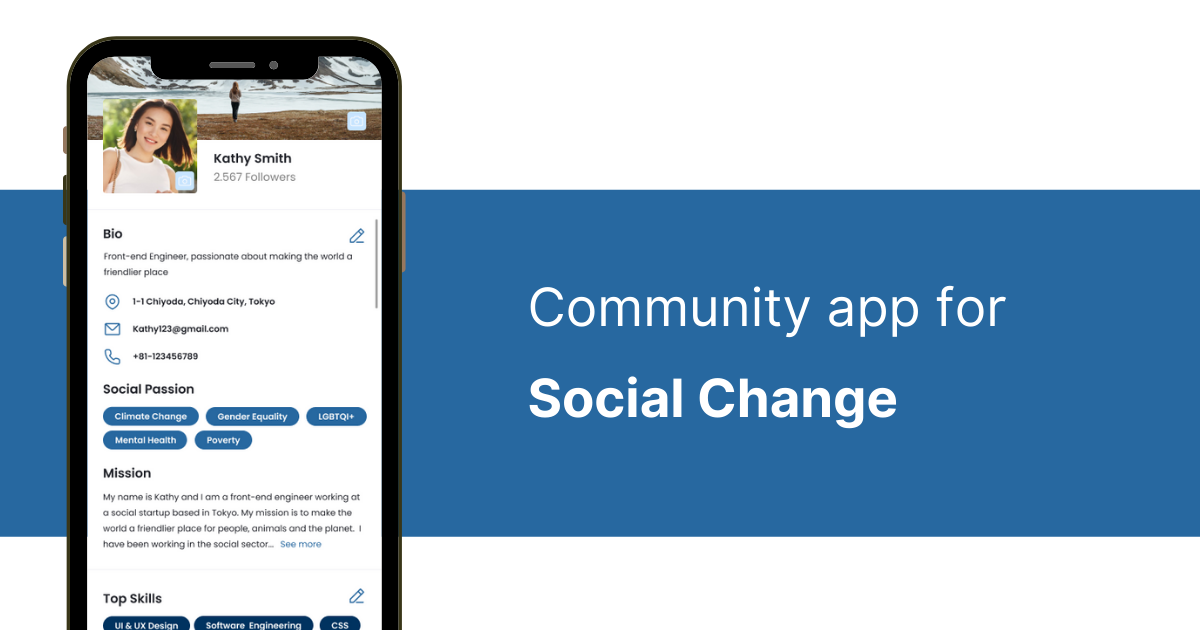 Kathy Smith
2.567 Followers
Bio
Front-end Engineer, passionate about making the world a
friendlier place
1-1 Chiyoda, Chiyoda City, Tokyo
Kathy123@gmail.com
+81-123456789
Social Passion
Climate Change Gender Equality LGBTQI+
Mental Health Poverty
Mission
My name is Kathy and I am a front-end engineer working at
a social startup based in Tokyo. My mission is to make the
world a friendlier place for people, animals and the planet. I
have been working in the social sector... See more
Top Skills
UI & UX Design Software Engineering CSS
Community app for
Social Change